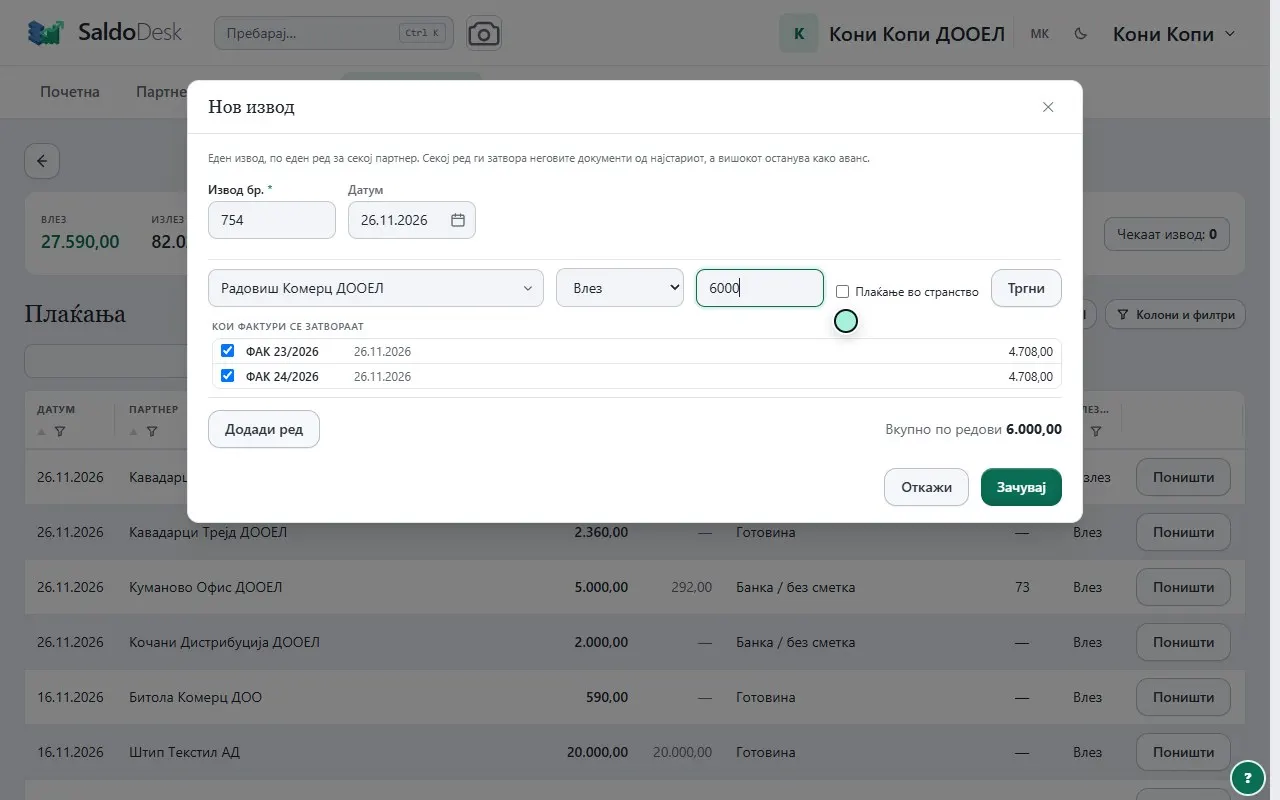 SaldoDesk
Пребарај...
Ctrl K
К
Кони Копи ДООЕЛ
МК
Кони Копи
Почетна
Нов извод
Еден извод, по еден ред за секој партнер. Секој ред ги затвора неговите документи од најстариот, а вишокот останува како аванс.
Извод бр. *
Датум
754
26.11.2026
ВЛЕЗ
ИЗЛЕЗ
27.590,00
Чекаат извод: 0
Радовиш Комерц ДООЕЛ
Влез
6000
Плаќање во странство
Тргни
Плаќања
Колони и филтри
КОИ ФАКТУРИ СЕ ЗАТВОРААТ
ФАК 23/2026 26.11.2026 4.708,00
ФАК 24/2026 26.11.2026 4.708,00
ДАТУМ
ПАРТНЕР
Додади ред
Вкупно по редови 6.000,00
Откажи
Зачувај
26.11.2026 Поништи
26.11.2026 Кавадарци Трејд ДООЕЛ 2.360,00 — Готовина — Влез Поништи
26.11.2026 Куманово Офис ДООЕЛ 5.000,00 292,00 Банка / без сметка 73 Влез Поништи
26.11.2026 Кочани Дистрибуција ДООЕЛ 2.000,00 — Банка / без сметка — Влез Поништи
16.11.2026 Битола Комерц ДОО 590,00 — Готовина — Влез Поништи
16.11.2026 Штип Текстил АД 20.000,00 20.000,00 Готовина — Влез Поништи
?